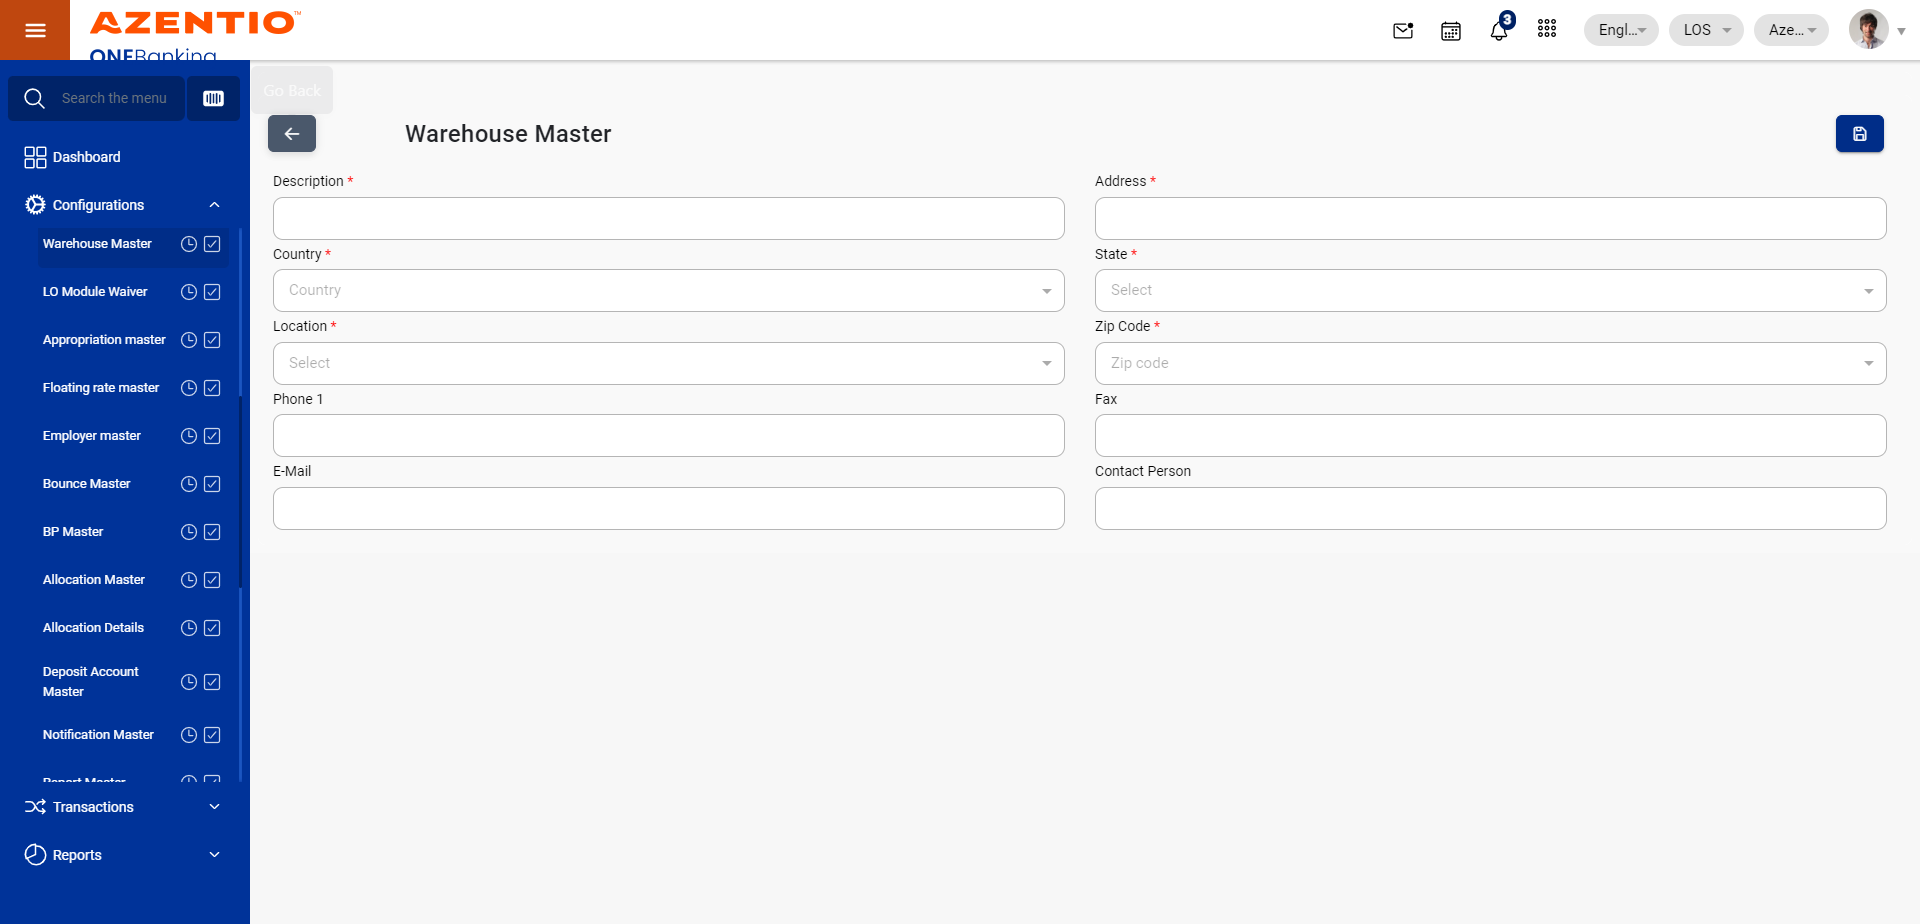 AZENTIO™
ONEBanking
3
Engl...
LOS
Aze...
Search the menu
Go Back
Dashboard
Configurations
Warehouse Master
LO Module Waiver
Appropriation master
Floating rate master
Employer master
Bounce Master
BP Master
Allocation Master
Allocation Details
Deposit Account
Master
Notification Master
Report Master
Transactions
Reports
Warehouse Master
Description *
Address *
Country *
State *
Country
Select
Location *
Zip Code *
Select
Zip code
Phone 1
Fax
E-Mail
Contact Person